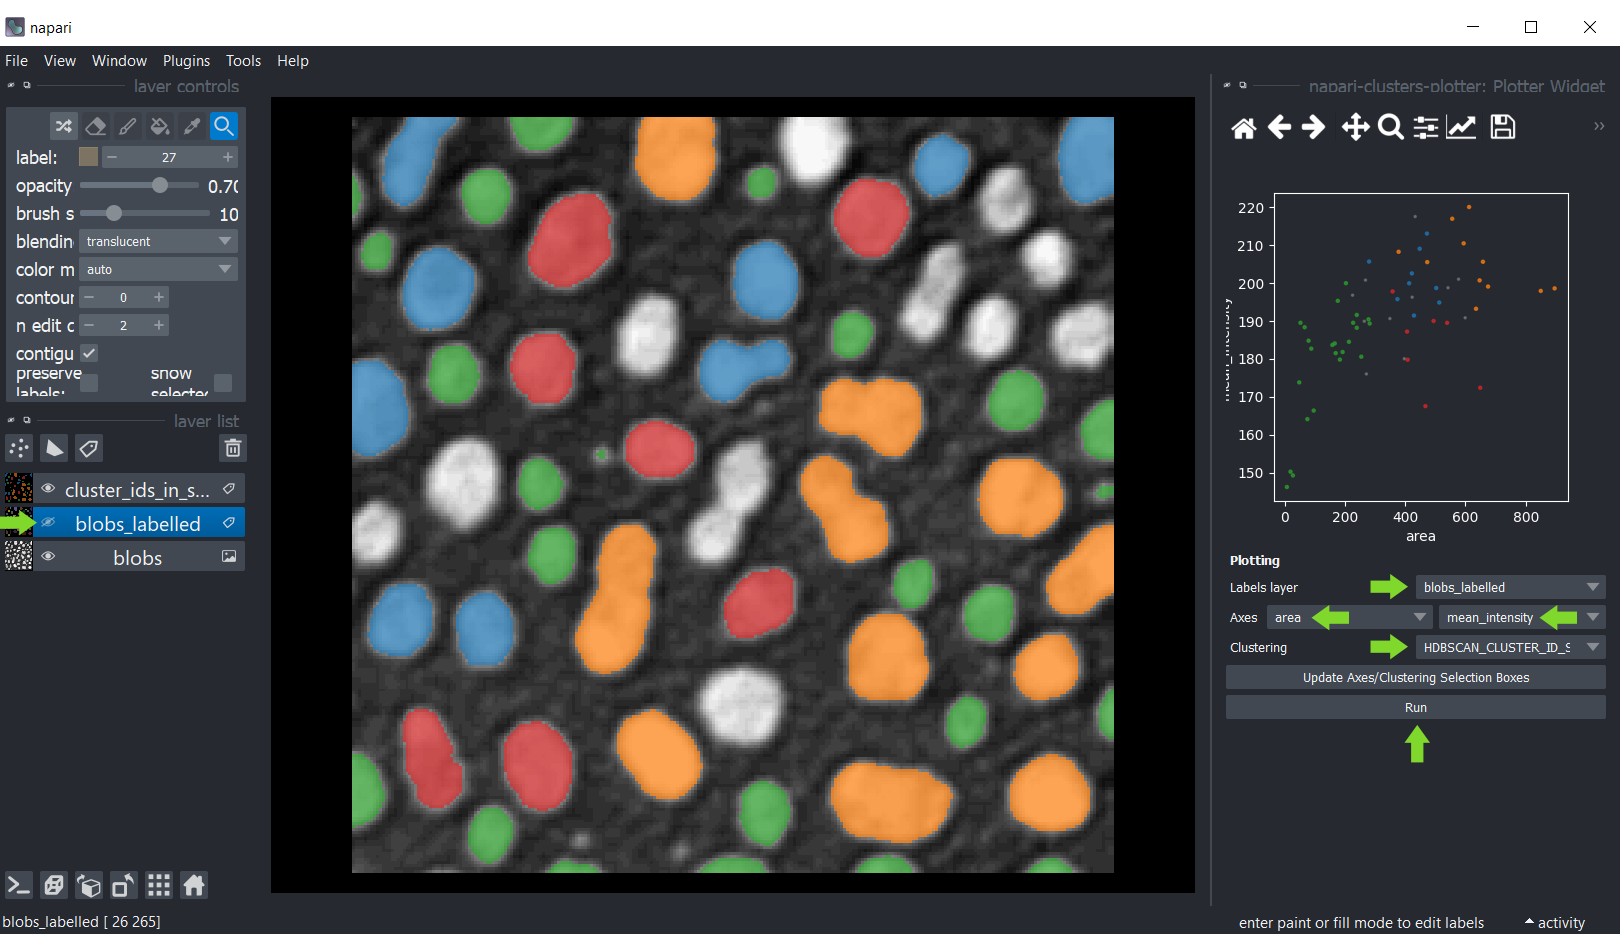 napari
File View Window Plugins Tools Help
layer controls
label: 27
opacity 0.70
brush s 10
blendin translucent
color m auto
contour 0
n edit c 2
contigu
preserve show
labels: selected
layer list
cluster_ids_in_s...
blobs_labelled
blobs
blobs_labelled [ 26 265]
napari-clusters-plotter: Plotter Widget
220
210
200
190
180
170
160
150
mean_intensity
0 200 400 600 800
area
Plotting
Labels layer blobs_labelled
Axes area mean_intensity
Clustering HDBSCAN_CLUSTER_ID_S
Update Axes/Clustering Selection Boxes
Run
enter paint or fill mode to edit labels activity